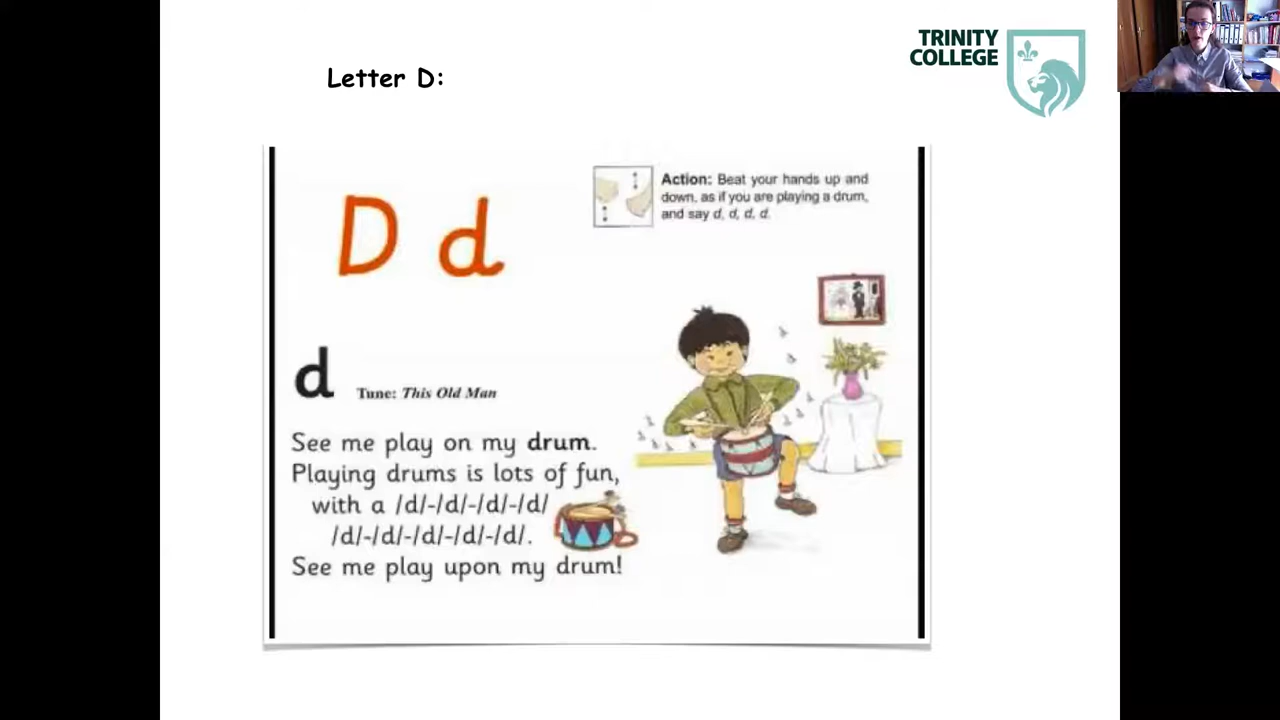 TRINITY
COLLEGE
Letter D:
D d
Action: Beat your hands up and
down, as if you are playing a drum,
and say d, d, d, d.
d
Tune: This Old Man
See me play on my drum.
Playing drums is lots of fun,
with a /d/-/d/-/d/-/d/
/d/-/d/-/d/-/d/-/d/.
See me play upon my drum!